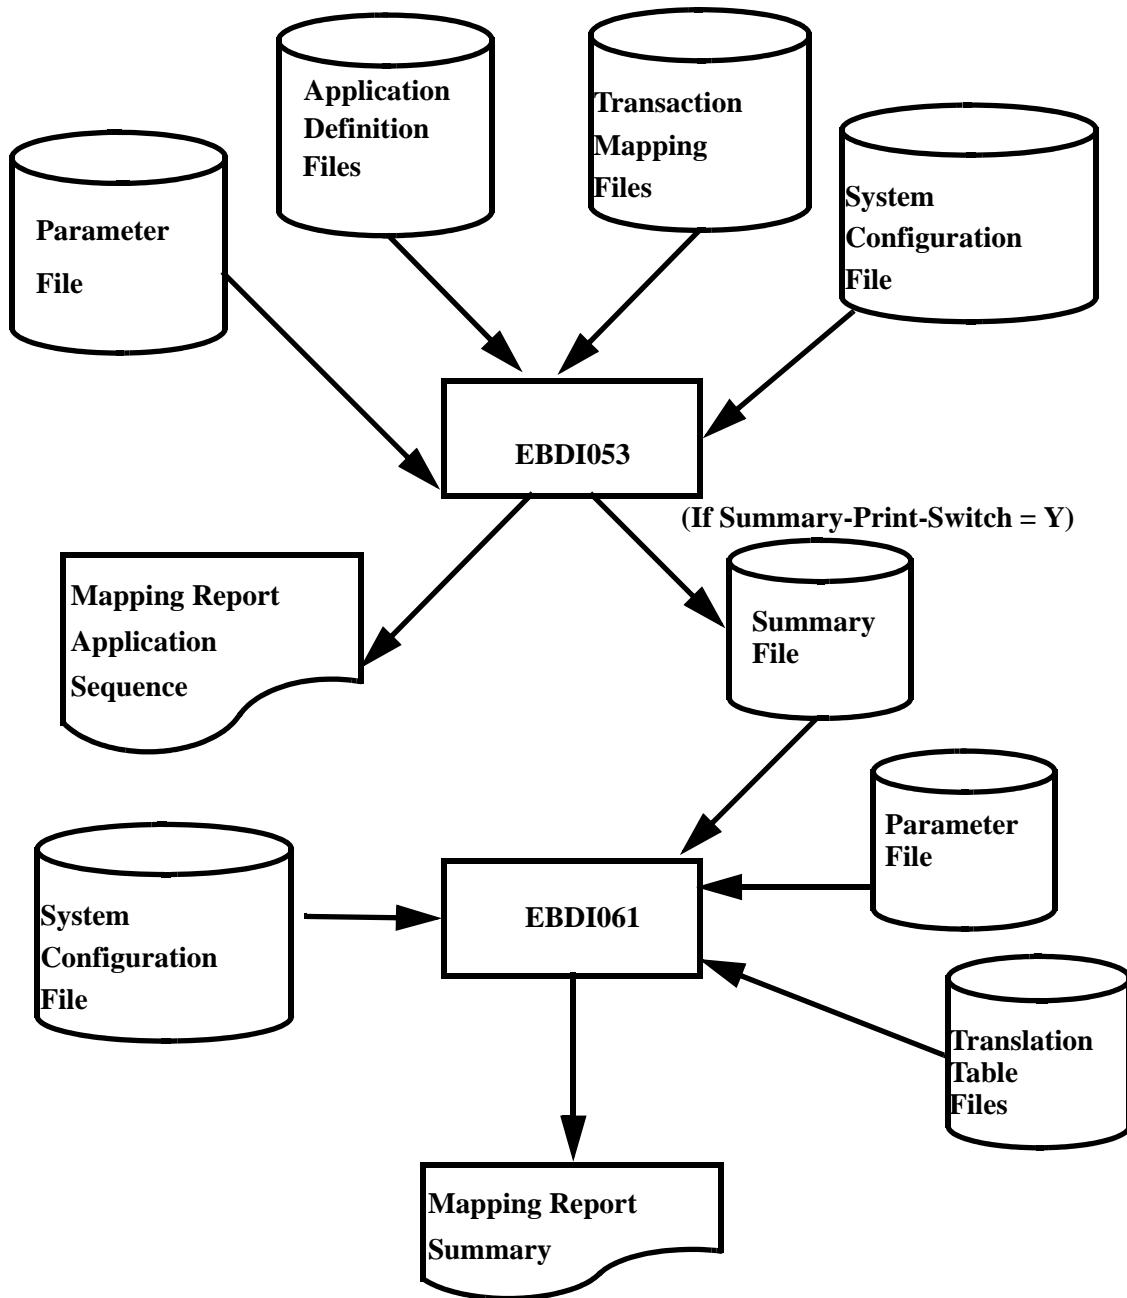 Application
Definition
Files
Transaction
Mapping
Files
Parameter
File
System
Configuration
File
EBDI053
(If Summary-Print-Switch = Y)
Mapping Report
Application
Sequence
Summary
File
Parameter
File
System
Configuration
File
EBDI061
Translation
Table
Files
Mapping Report
Summary